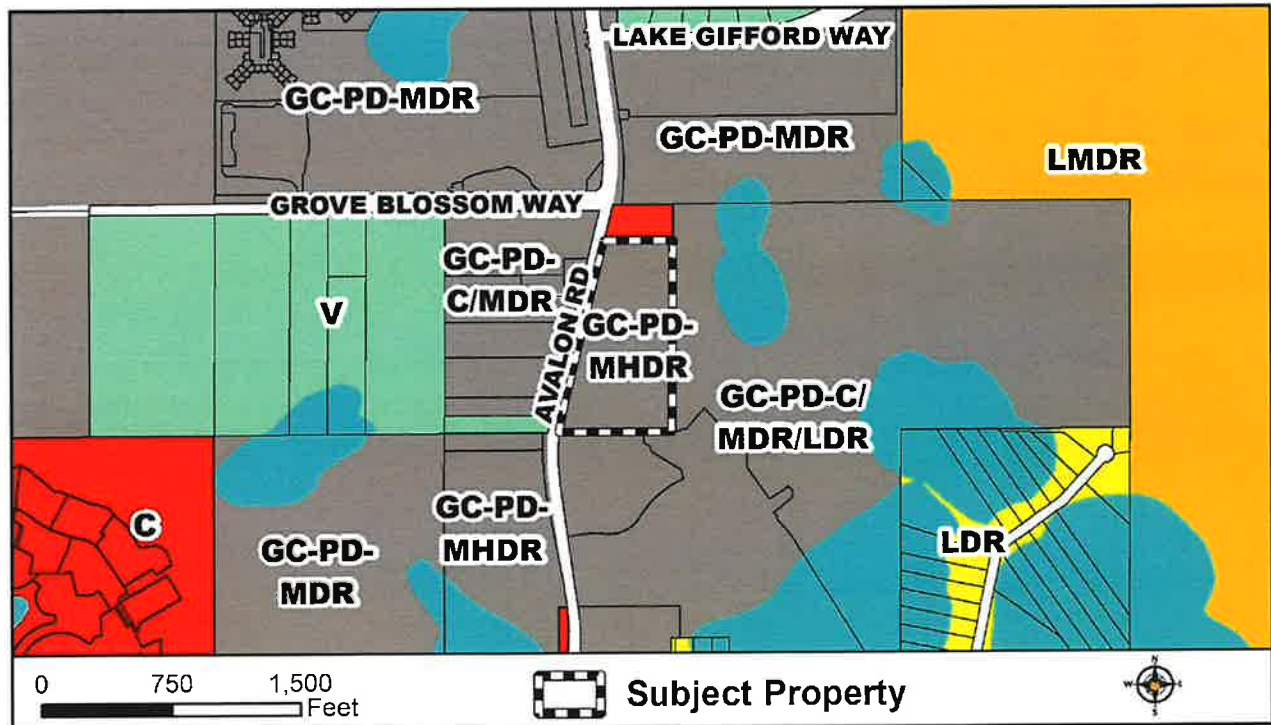 LAKE GIFFORD WAY
GC-PD-MDR
GC-PD-MDR
LMDR
GROVE BLOSSOM WAY
GC-PD-
C/MDR
V
AVALON RD
GC-PD-
MHDR
GC-PD-C/
MDR/LDR
C
GC-PD-
MHDR
GC-PD-
MDR
LDR
0 750 1,500
Feet
Subject Property
N
W E
S